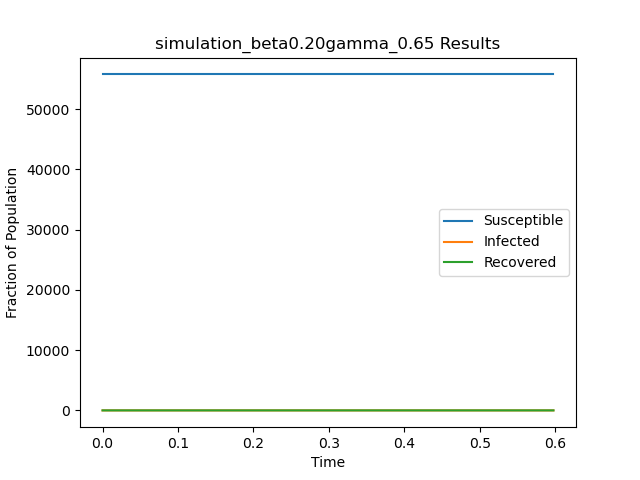 simulation_beta0.20gamma_0.65 Results
Fraction of Population
50000
40000
30000
20000
10000
0
Susceptible
Infected
Recovered
0.0 0.1 0.2 0.3 0.4 0.5 0.6
Time